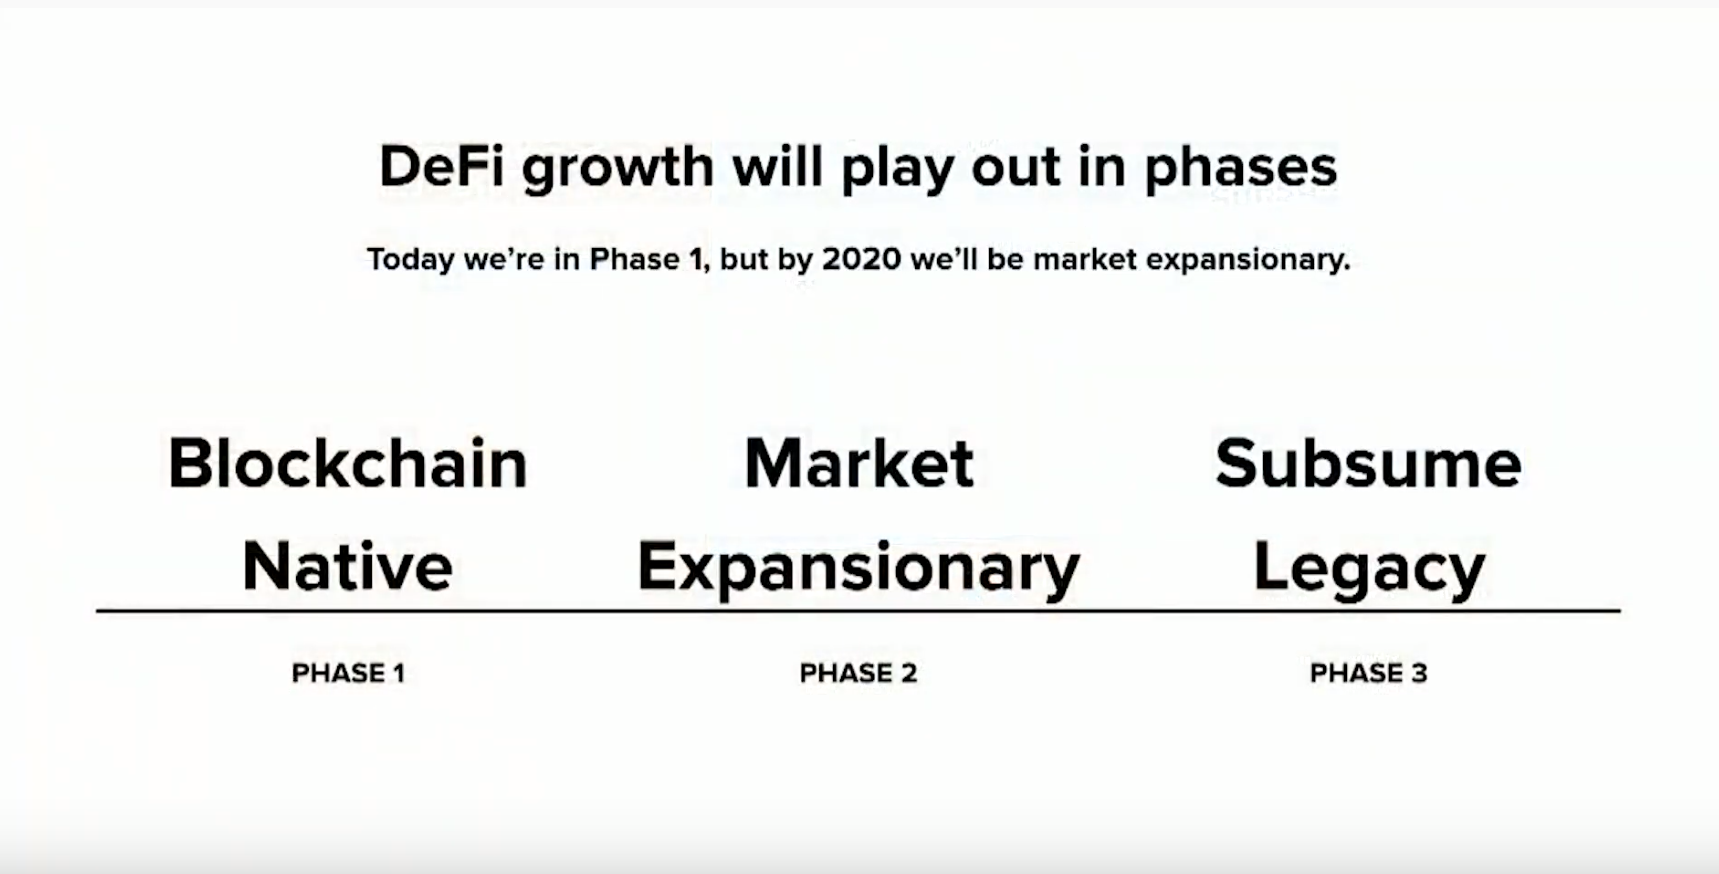 DeFi growth will play out in phases
Today we’re in Phase 1, but by 2020 we’ll be market expansionary.
Blockchain
Native
PHASE 1
Market
Expansionary
PHASE 2
Subsume
Legacy
PHASE 3